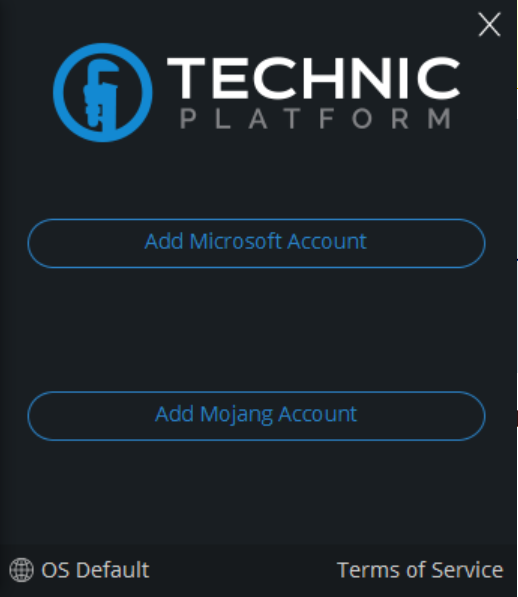 TECHNIC
PLATFORM
Add Microsoft Account
Add Mojang Account
OS Default
Terms of Service